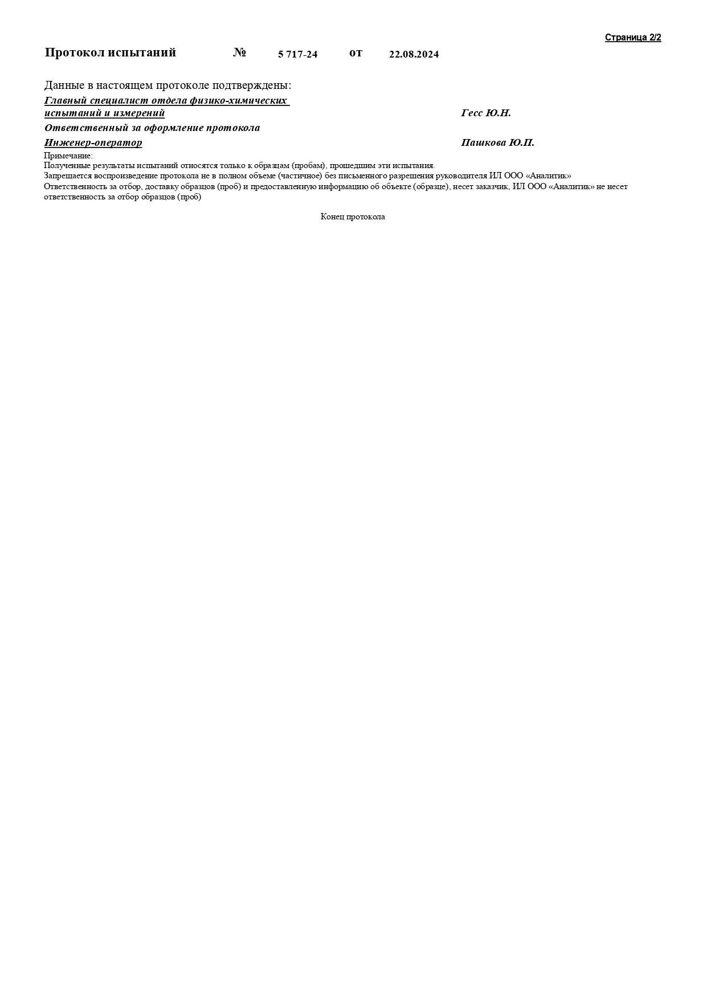 Страница 2/2
Протокол испытаний № 5 717-24 от 22.08.2024
Данные в настоящем протоколе подтверждены:
Главный специалист отдела физико-химических
испытаний и измерений Гесс Ю.Н.
Ответственный за оформление протокола
Инженер-оператор Пашкова Ю.П.
Примечание:
Полученные результаты испытаний относятся только к образцам (пробам), прошедшим эти испытания.
Запрещается воспроизведение протокола не в полном объеме (частичное) без письменного разрешения руководителя ИЛ ООО «Аналитик»
Ответственность за отбор, доставку образцов (проб) и предоставленную информацию об объекте (образце), несет заказчик, ИЛ ООО «Аналитик» не несет
ответственность за отбор образцов (проб)
Конец протокола